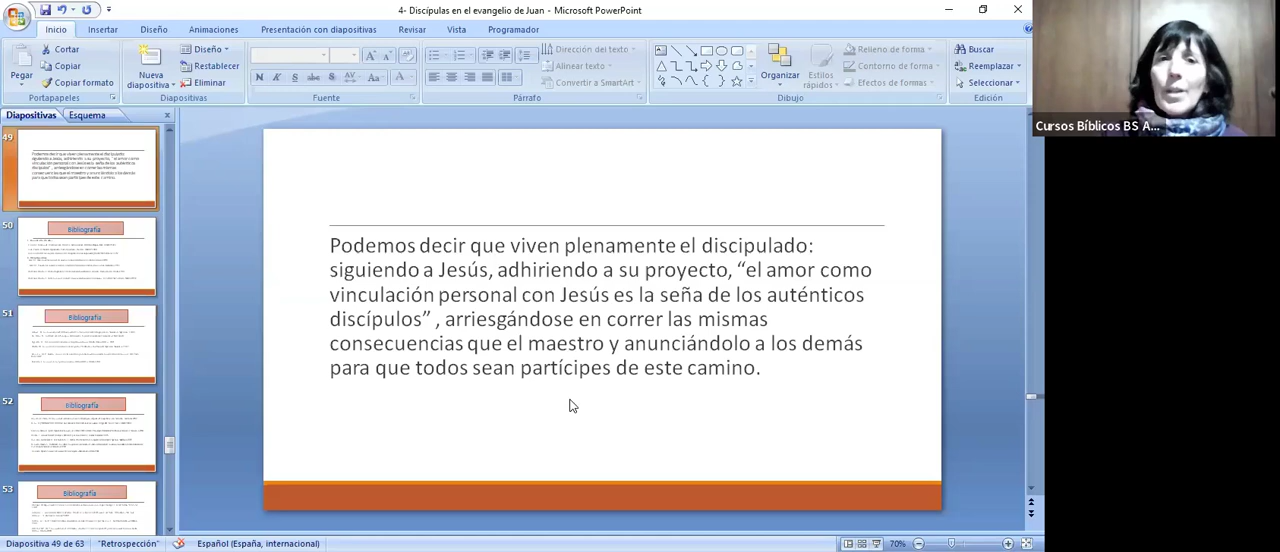 4- Discípulas en el evangelio de Juan - Microsoft PowerPoint
Inicio Insertar Diseño Animaciones Presentación con diapositivas Revisar Vista Programador
Pegar
Cortar
Copiar
Copiar formato
Portapapeles
Nueva
diapositiva
Diseño
Restablecer
Eliminar
Diapositivas
Fuente
Dirección del texto
Alinear texto
Convertir a SmartArt
Párrafo
Organizar
Estilos
rápidos
Relleno de forma
Contorno de forma
Efectos de formas
Dibujo
Buscar
Reemplazar
Seleccionar
Edición
Cursos Bíblicos BS A...
Diapositivas Esquema
49
50
Bibliografía
51
Bibliografía
52
Bibliografía
53
Bibliografía
Podemos decir que viven plenamente el discipulado:
siguiendo a Jesús, adhiriendo a su proyecto, “el amor como
vinculación personal con Jesús es la seña de los auténticos
discípulos” , arriesgándose en correr las mismas
consecuencias que el maestro y anunciándolo a los demás
para que todos sean partícipes de este camino.
Diapositiva 49 de 63 "Retrospección" Español (España, internacional) 70%